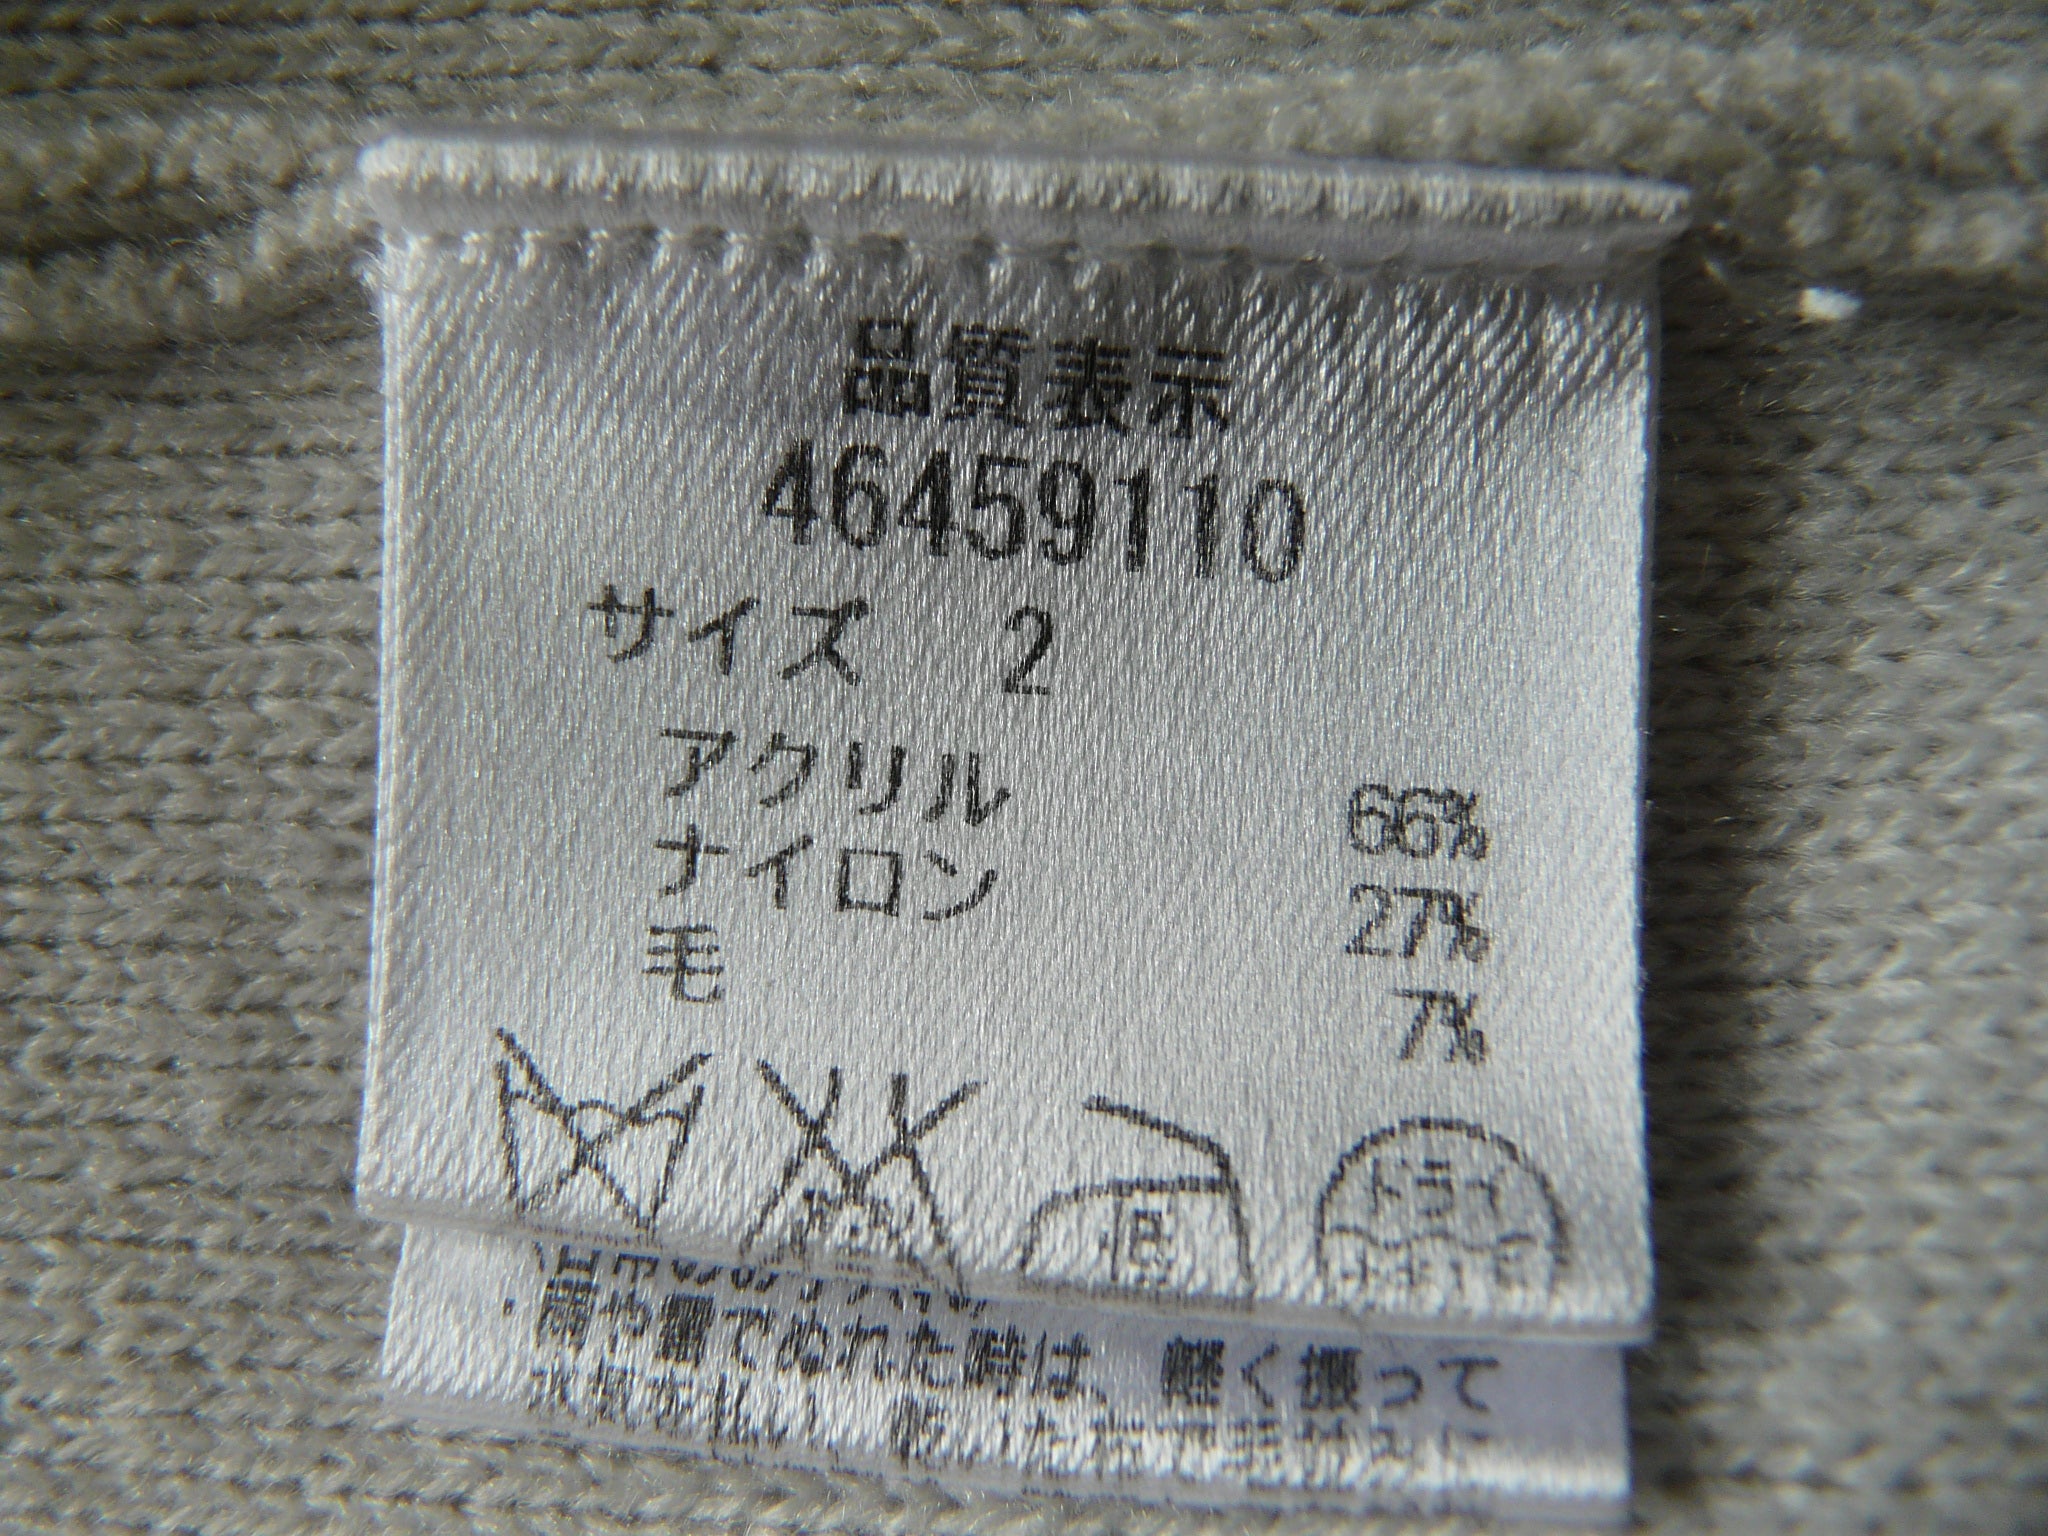 品質表示
46459110
サイズ 2
アクリル 66%
ナイロン 27%
毛 7%
低 ドライ
・雨や雪でぬれた時は、軽く振って